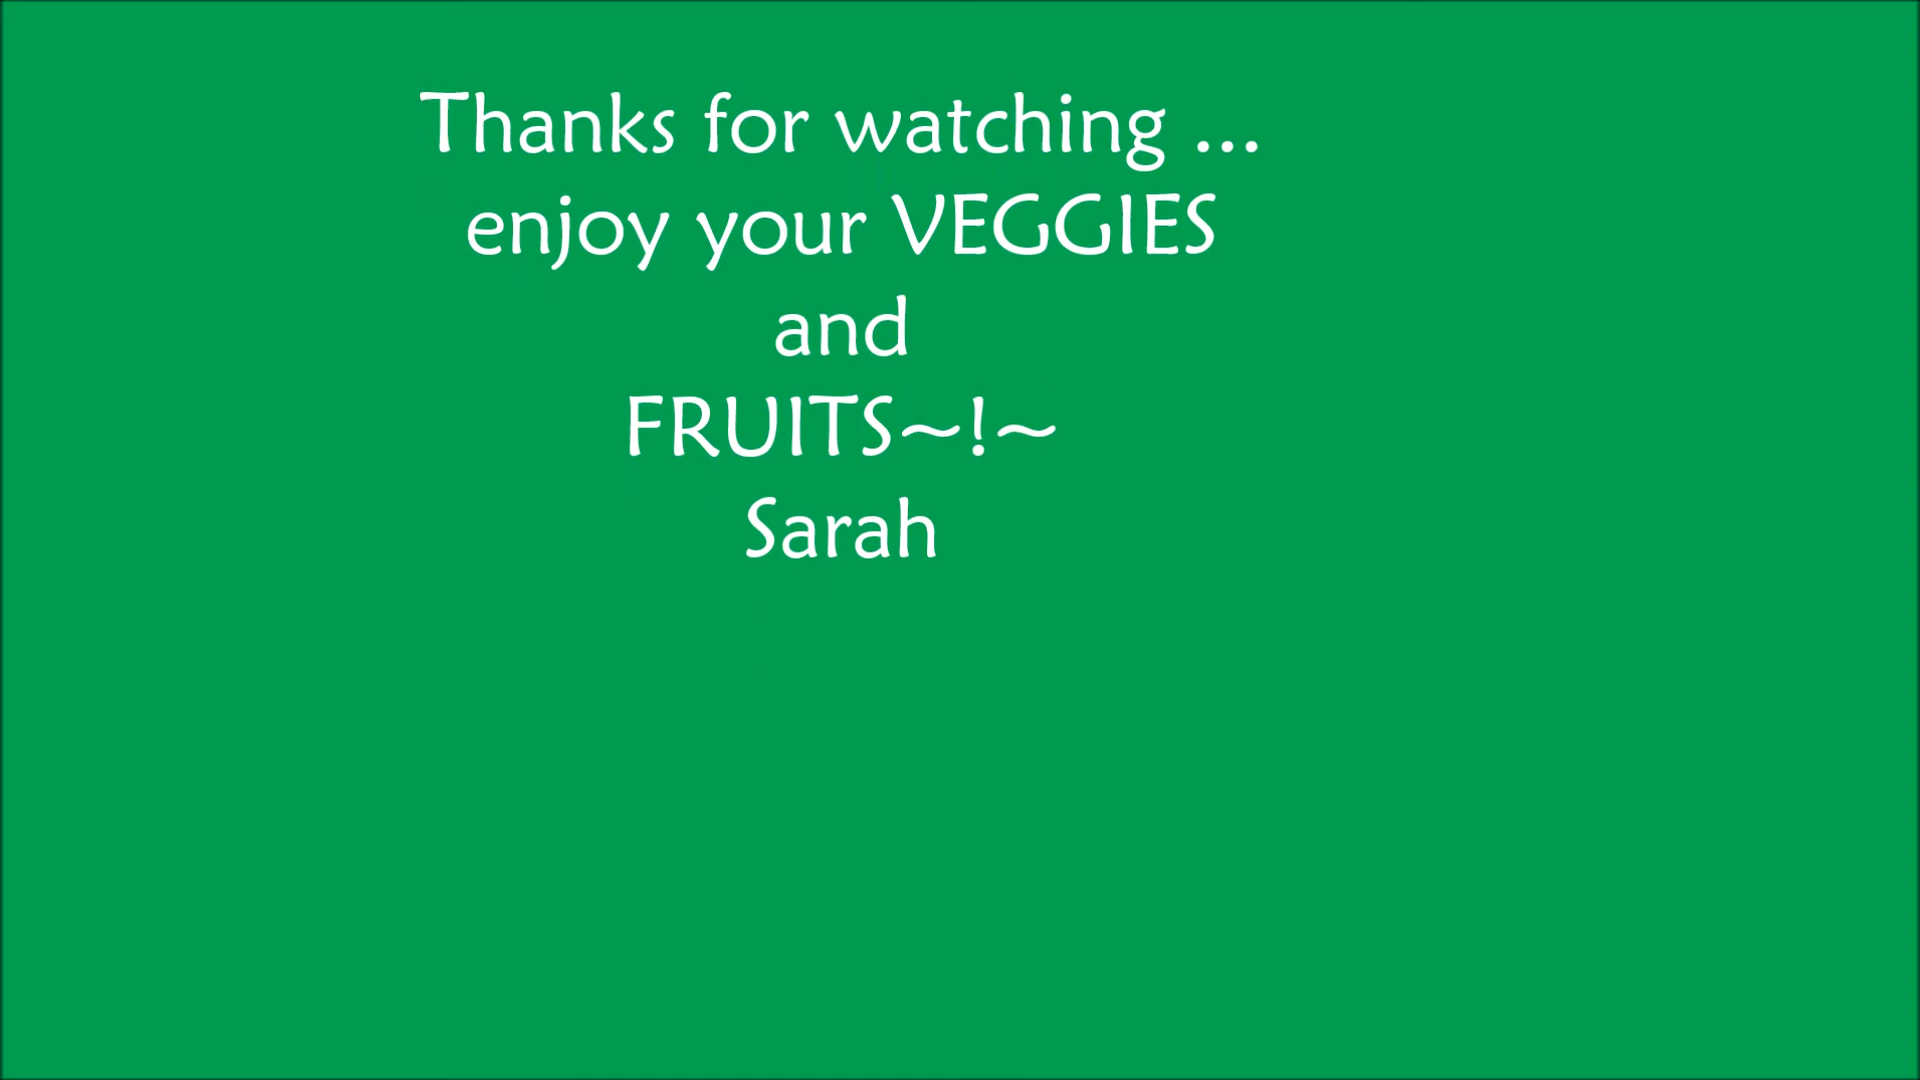 Thanks for watching ...
enjoy your VEGGIES
and
FRUITS~!~
Sarah